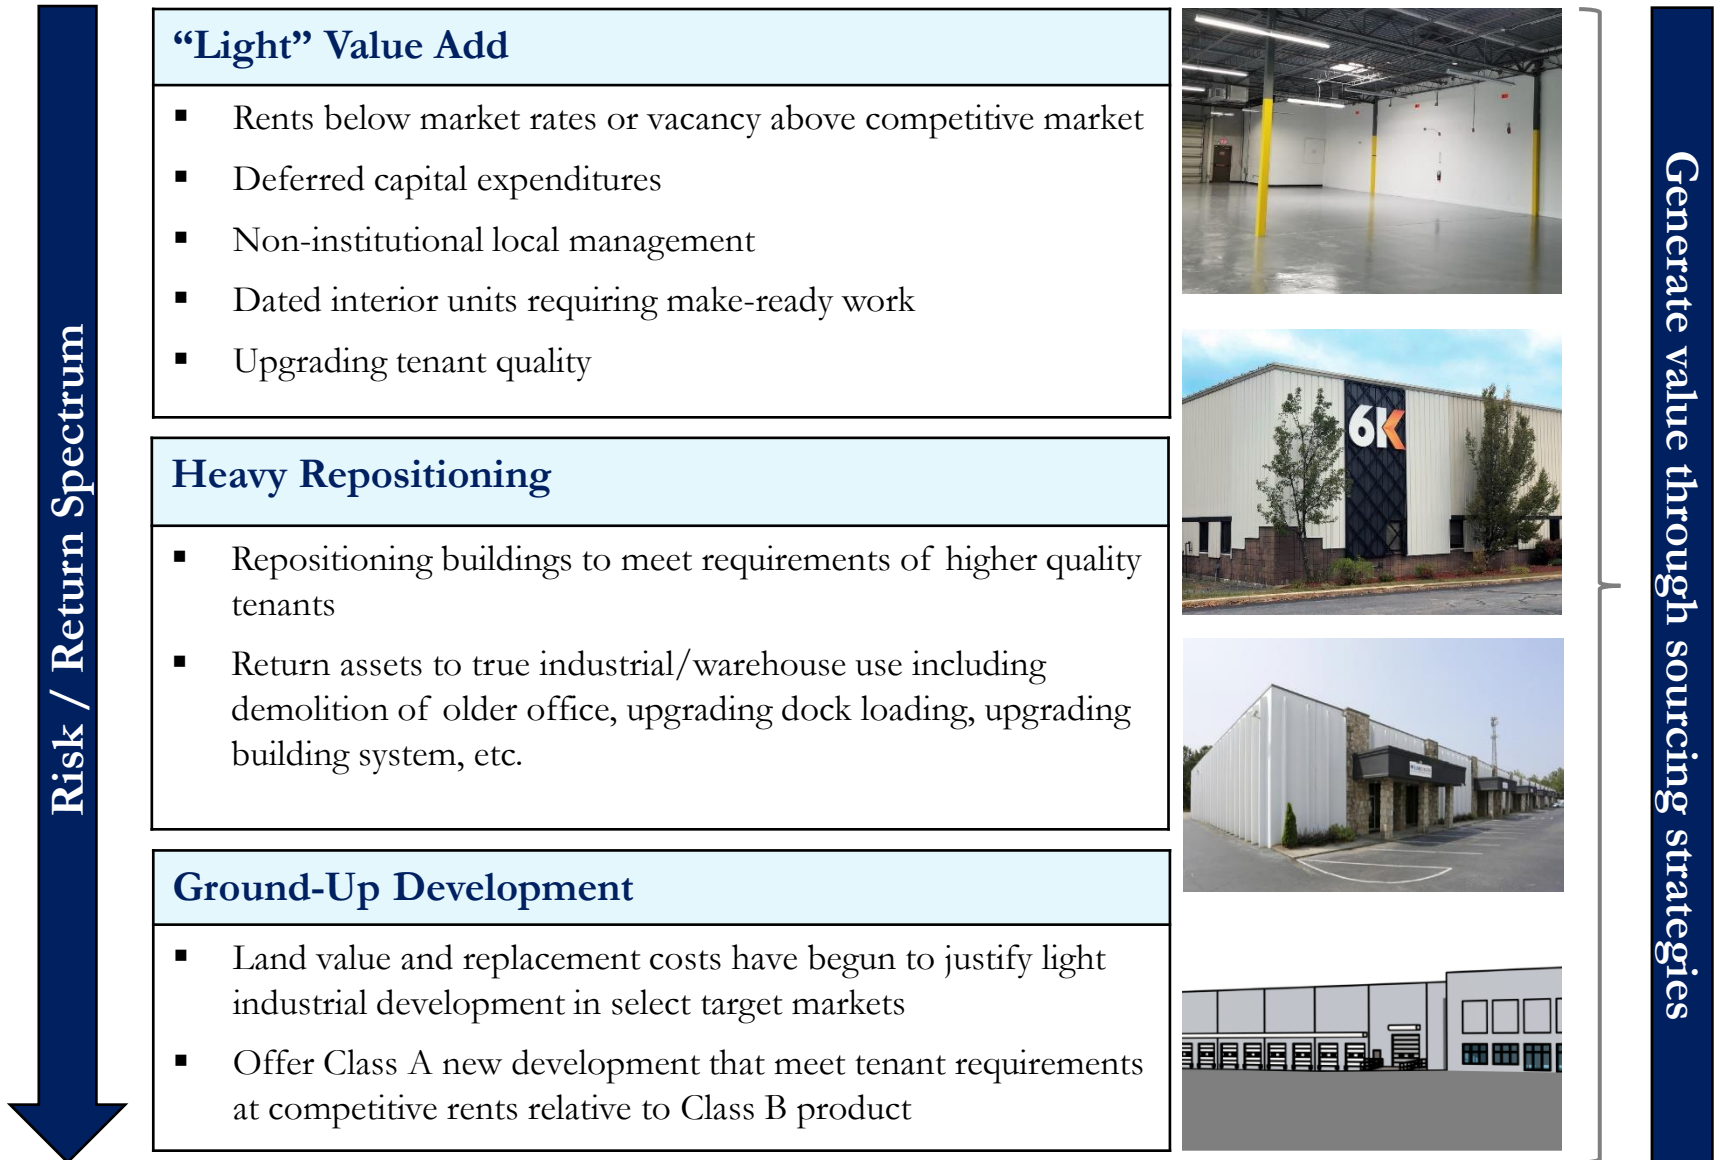 Risk / Return Spectrum
“Light” Value Add
▪ Rents below market rates or vacancy above competitive market
▪ Deferred capital expenditures
▪ Non-institutional local management
▪ Dated interior units requiring make-ready work
▪ Upgrading tenant quality
Heavy Repositioning
▪ Repositioning buildings to meet requirements of higher quality
tenants
▪ Return assets to true industrial/warehouse use including
demolition of older office, upgrading dock loading, upgrading
building system, etc.
Ground-Up Development
▪ Land value and replacement costs have begun to justify light
industrial development in select target markets
▪ Offer Class A new development that meet tenant requirements
at competitive rents relative to Class B product
6K
Generate value through sourcing strategies